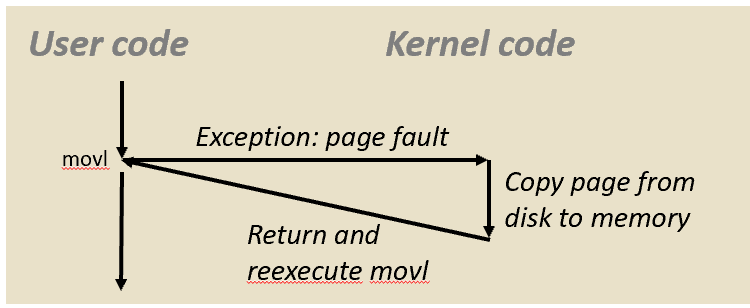 User code
Kernel code
Exception: page fault
movl
Copy page from
disk to memory
Return and
reexecute movl